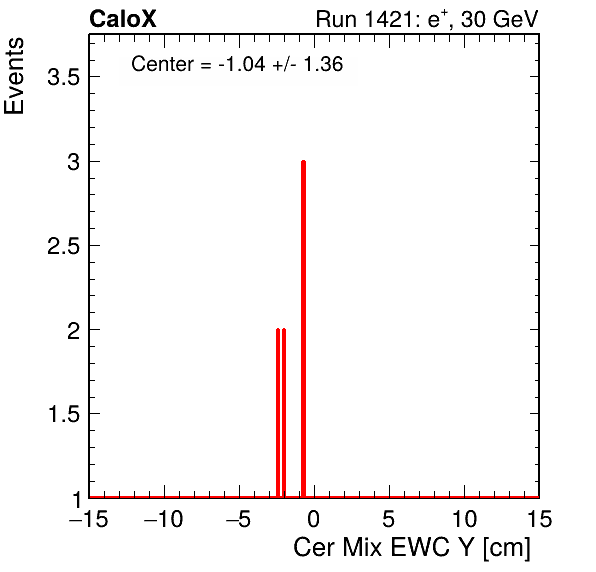 CaloX Run 1421: e⁺, 30 GeV
Center = -1.04 +/- 1.36
Events
3.5
3
2.5
2
1.5
1
−15 −10 −5 0 5 10 15
Cer Mix EWC Y [cm]